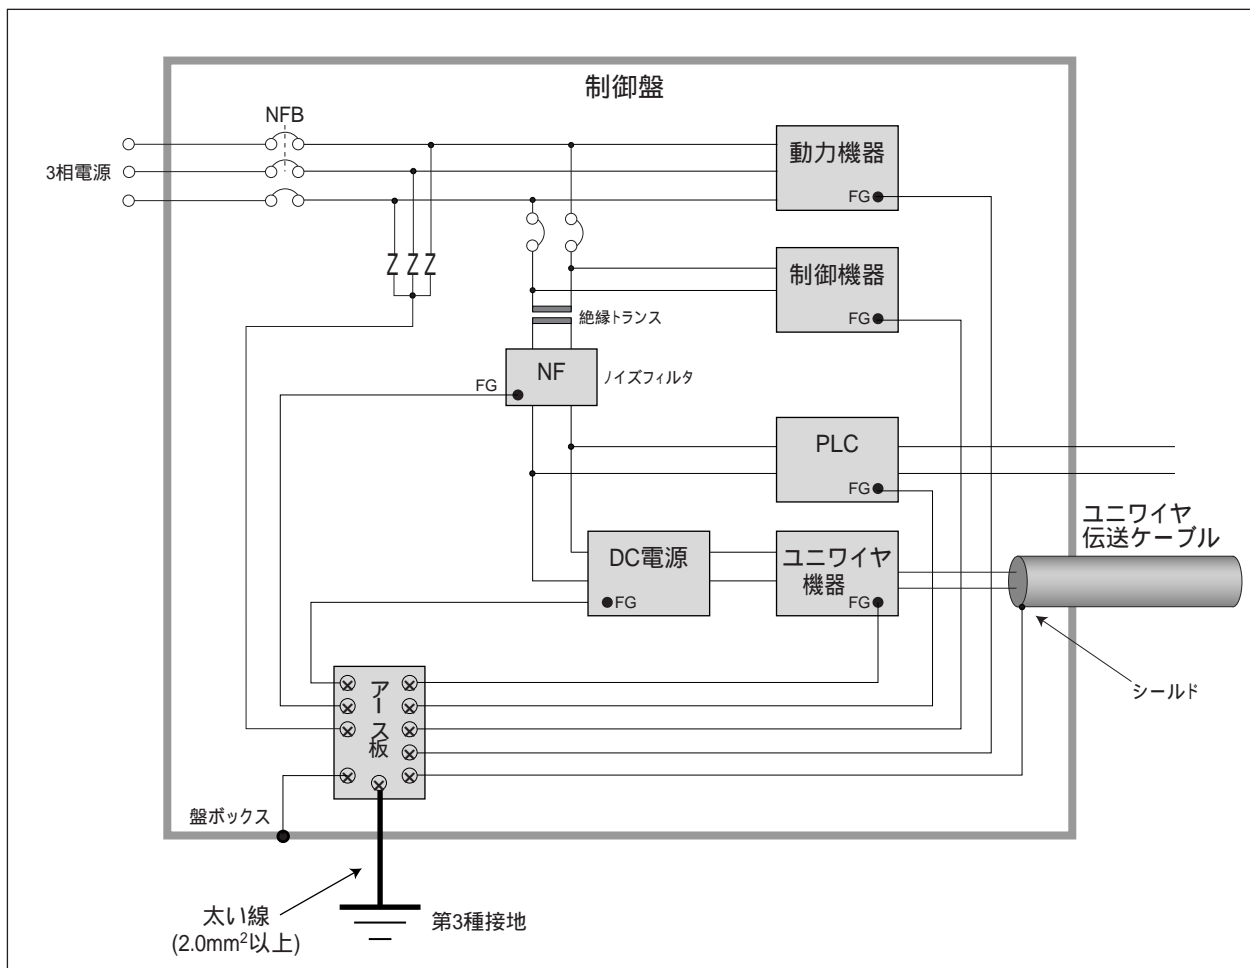 制御盤
NFB
3相電源
動力機器
FG
制御機器
FG
絶縁トランス
NF
ノイズフィルタ
FG
PLC
FG
ユニワイヤ
伝送ケーブル
DC電源
FG
ユニワイヤ
機器
FG
シールド
アース板
盤ボックス
太い線
(2.0mm²以上)
第3種接地